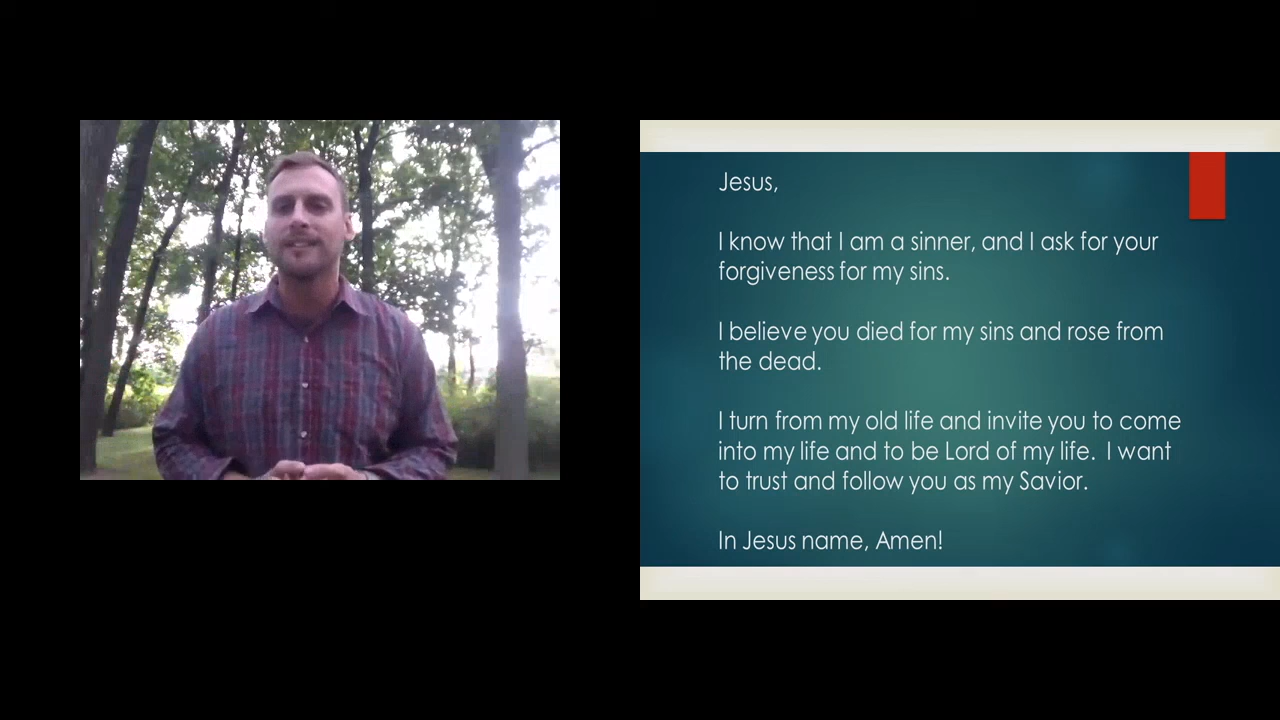 Jesus,
I know that I am a sinner, and I ask for your
forgiveness for my sins.
I believe you died for my sins and rose from
the dead.
I turn from my old life and invite you to come
into my life and to be Lord of my life.  I want
to trust and follow you as my Savior.
In Jesus name, Amen!